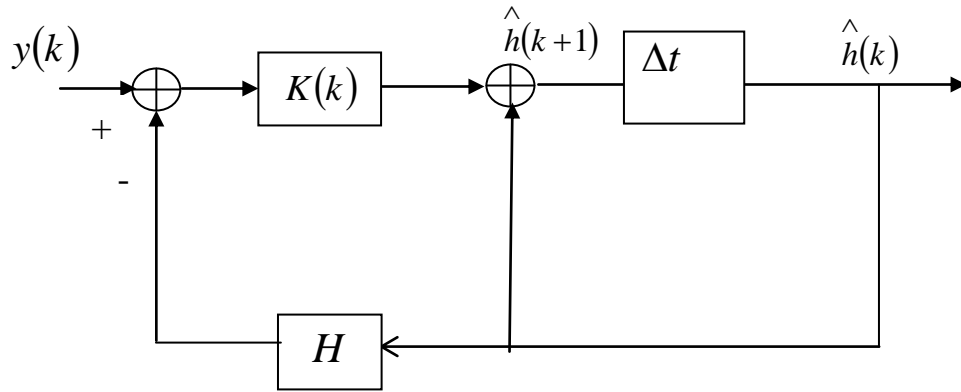 y(k)
+
-
K(k)
ĥ(k+1)
Δt
ĥ(k)
H